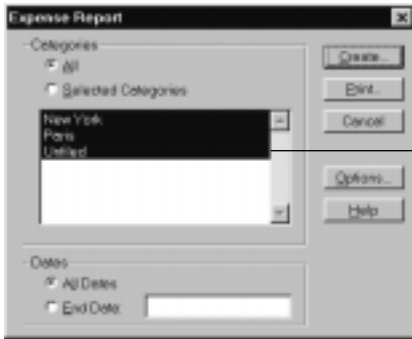 Expense Report
Categories
All
Selected Categories
New York
Paris
Unfiled
Create...
Print...
Cancel
Options...
Help
Dates
All Dates
End Date: